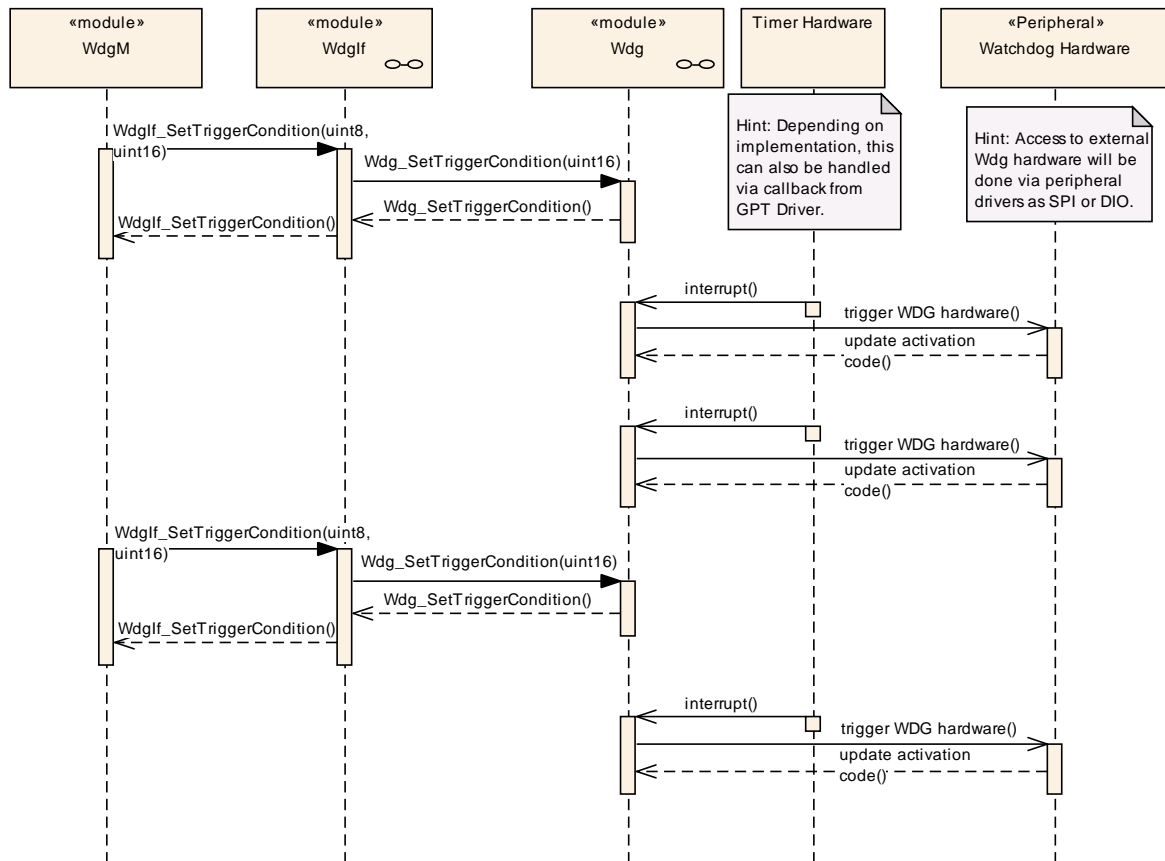 «module»
WdgM
«module»
WdgIf
«module»
Wdg
Timer Hardware
«Peripheral»
Watchdog Hardware
Hint: Depending on
implementation, this
can also be handled
via callback from
GPT Driver.
Hint: Access to external
Wdg hardware will be
done via peripheral
drivers as SPI or DIO.
WdgIf_SetTriggerCondition(uint8,
uint16)
Wdg_SetTriggerCondition(uint16)
Wdg_SetTriggerCondition()
WdgIf_SetTriggerCondition()
interrupt()
trigger WDG hardware()
update activation
code()
interrupt()
trigger WDG hardware()
update activation
code()
WdgIf_SetTriggerCondition(uint8,
uint16)
Wdg_SetTriggerCondition(uint16)
Wdg_SetTriggerCondition()
WdgIf_SetTriggerCondition()
interrupt()
trigger WDG hardware()
update activation
code()